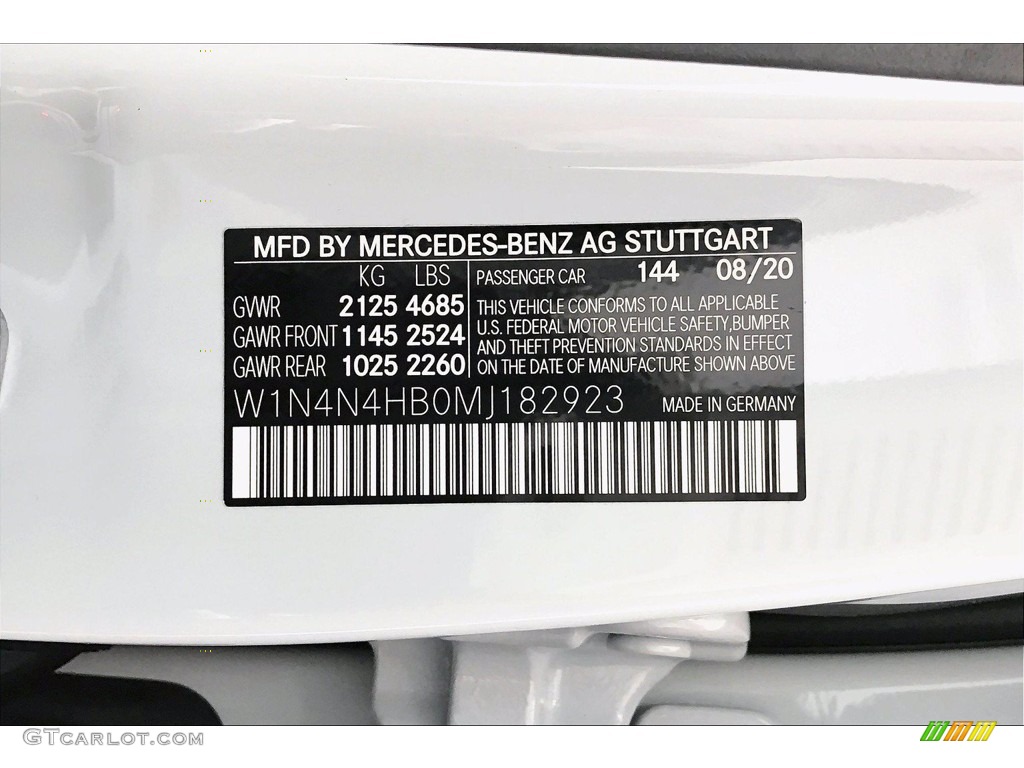 MFD BY MERCEDES-BENZ AG STUTTGART
KG LBS
GVWR 2125 4685
GAWR FRONT 1145 2524
GAWR REAR 1025 2260
PASSENGER CAR 144 08/20
THIS VEHICLE CONFORMS TO ALL APPLICABLE
U.S. FEDERAL MOTOR VEHICLE SAFETY,BUMPER
AND THEFT PREVENTION STANDARDS IN EFFECT
ON THE DATE OF MANUFACTURE SHOWN ABOVE
W1N4N4HB0MJ182923 MADE IN GERMANY
GTCARLOT.COM